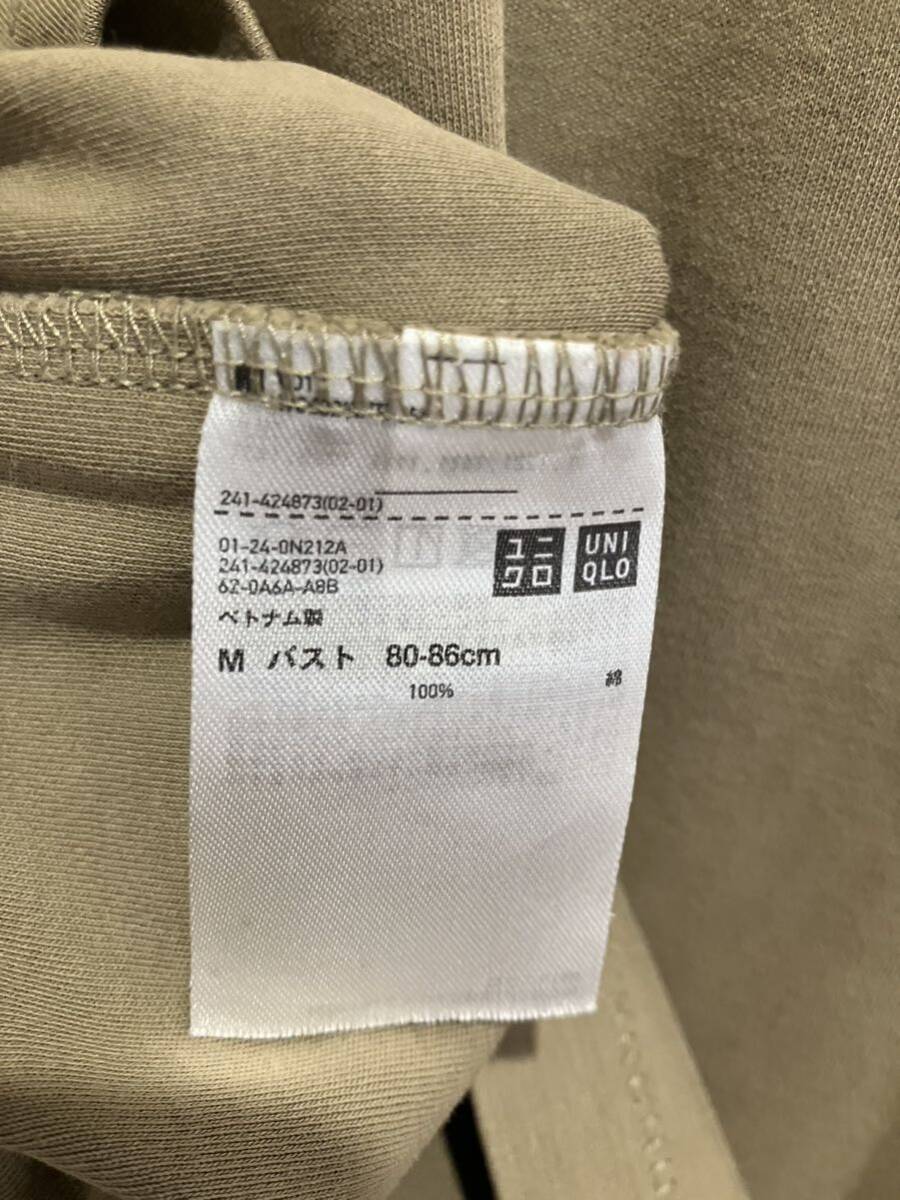 241-424873(02-01)
01-24-0N212A
241-424873(02-01)
62-0A6A-A8B
ユニ
クロ
UNI
QLO
ベトナム製
M バスト 80-86cm
100% 綿